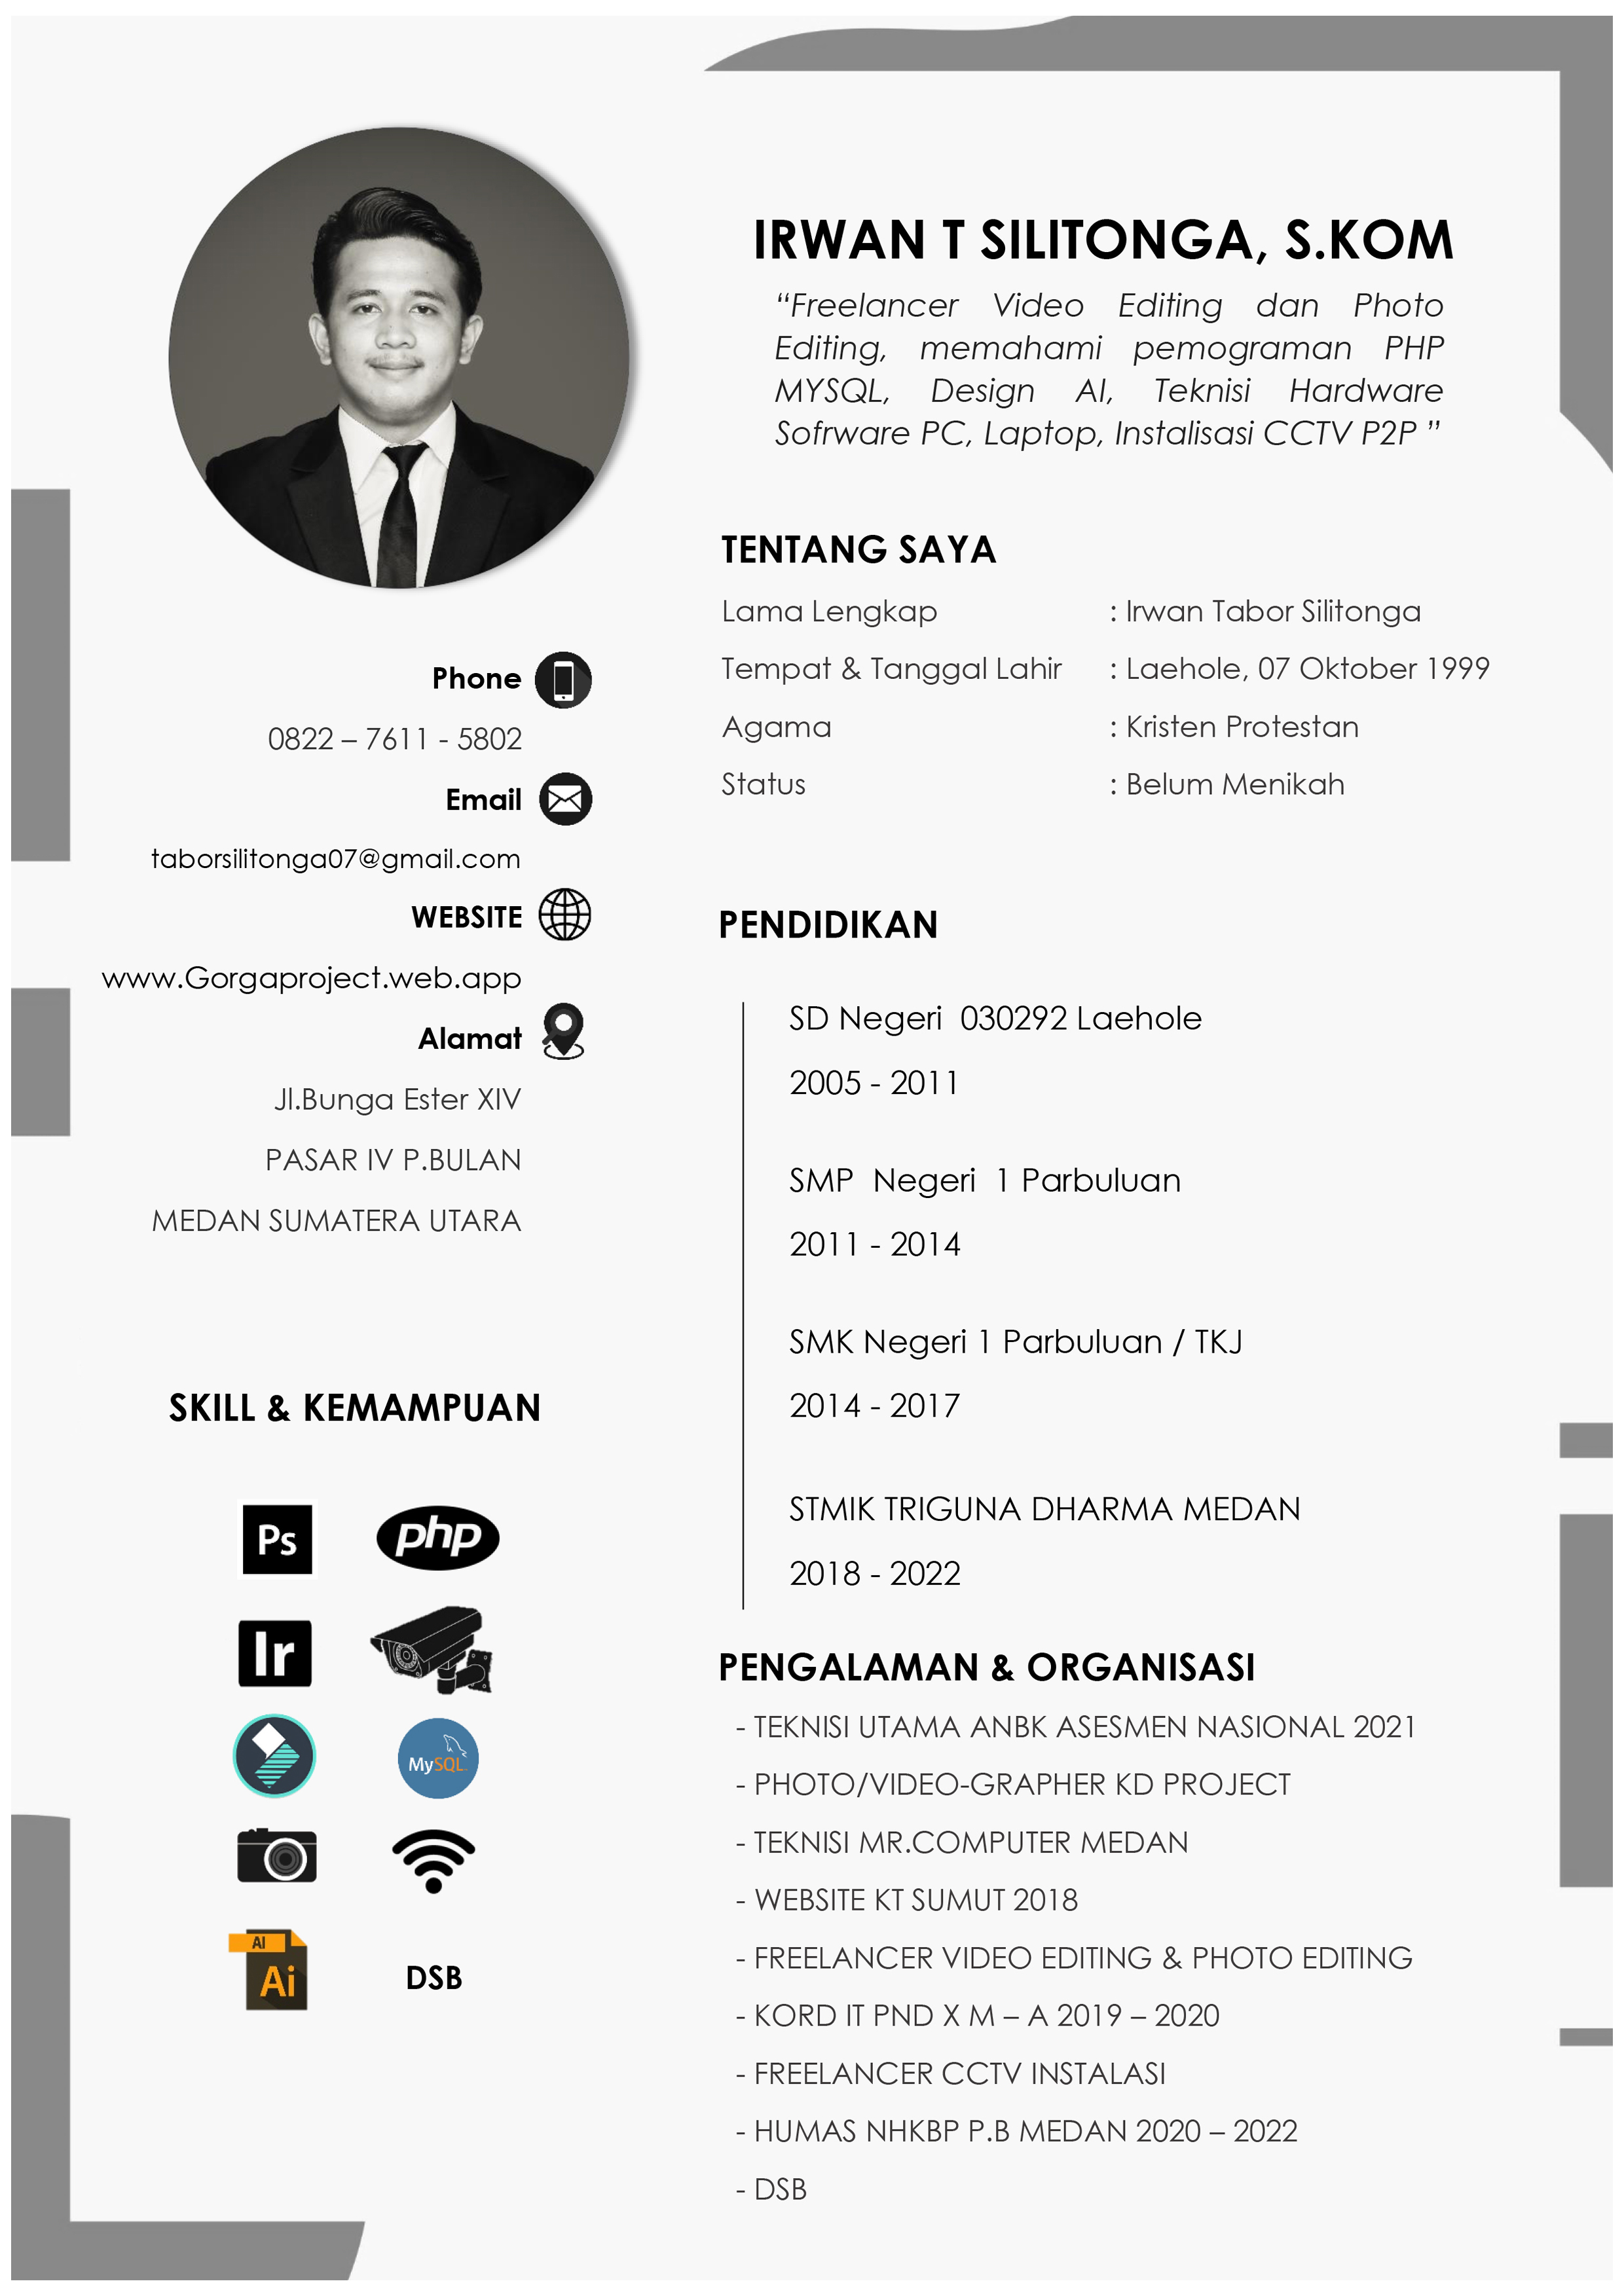 IRWAN T SILITONGA, S.KOM
“Freelancer Video Editing dan Photo
Editing, memahami pemograman PHP
MYSQL, Design AI, Teknisi Hardware
Sofrware PC, Laptop, Instalisasi CCTV P2P ”
Phone
0822 – 7611 - 5802
Email
taborsilitonga07@gmail.com
WEBSITE
www.Gorgaproject.web.app
Alamat
Jl.Bunga Ester XIV
PASAR IV P.BULAN
MEDAN SUMATERA UTARA
SKILL & KEMAMPUAN
Ps
php
lr
MySQL
AI
Ai
DSB
TENTANG SAYA
Lama Lengkap : Irwan Tabor Silitonga
Tempat & Tanggal Lahir : Laehole, 07 Oktober 1999
Agama : Kristen Protestan
Status : Belum Menikah
PENDIDIKAN
SD Negeri 030292 Laehole
2005 - 2011
SMP Negeri 1 Parbuluan
2011 - 2014
SMK Negeri 1 Parbuluan / TKJ
2014 - 2017
STMIK TRIGUNA DHARMA MEDAN
2018 - 2022
PENGALAMAN & ORGANISASI
- TEKNISI UTAMA ANBK ASESMEN NASIONAL 2021
- PHOTO/VIDEO-GRAPHER KD PROJECT
- TEKNISI MR.COMPUTER MEDAN
- WEBSITE KT SUMUT 2018
- FREELANCER VIDEO EDITING & PHOTO EDITING
- KORD IT PND X M – A 2019 – 2020
- FREELANCER CCTV INSTALASI
- HUMAS NHKBP P.B MEDAN 2020 – 2022
- DSB